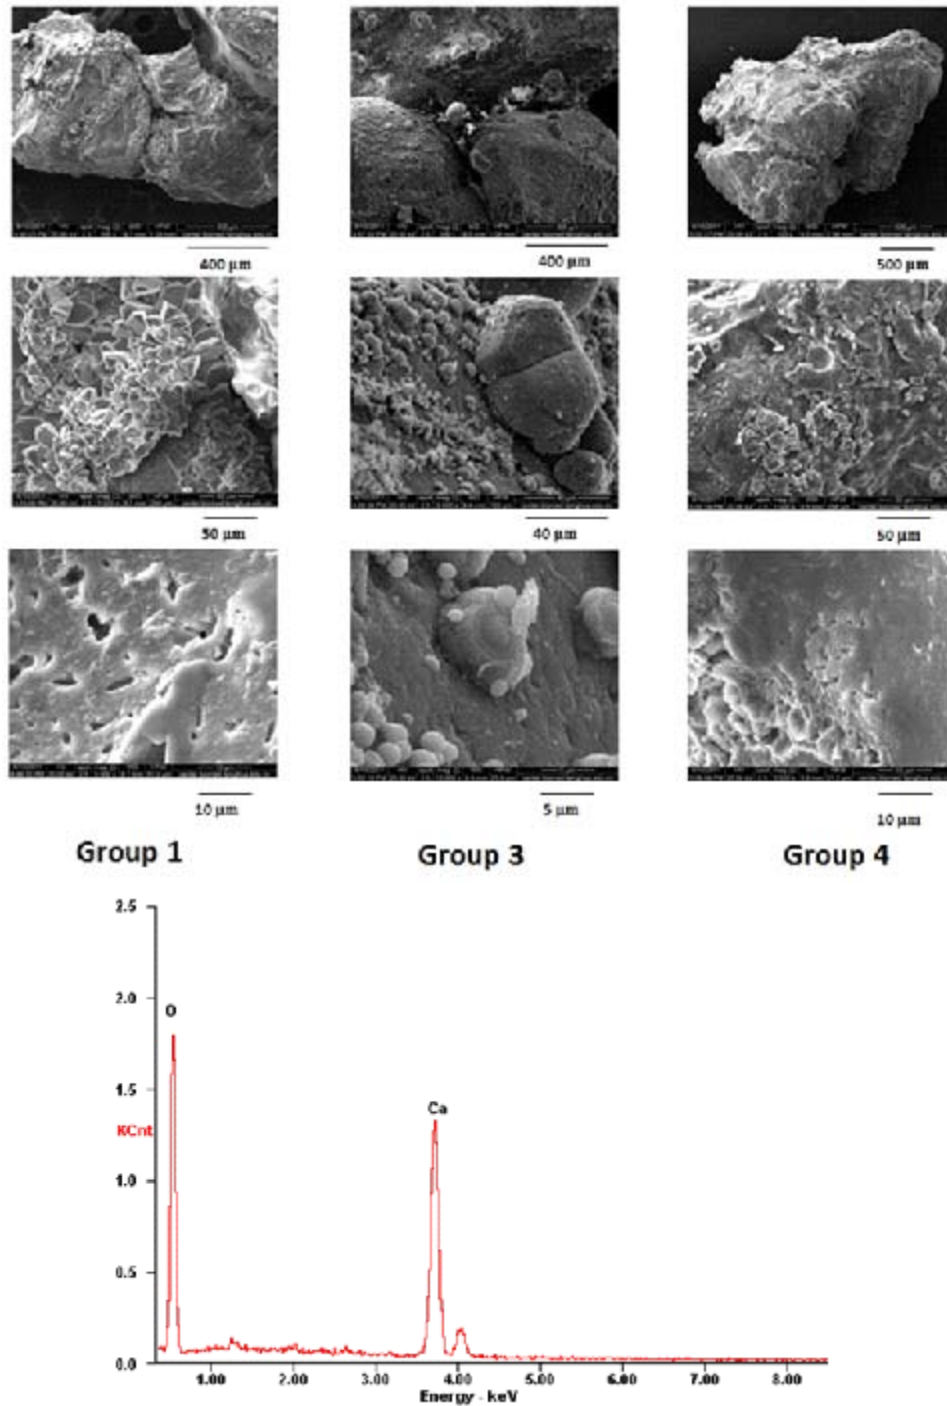 400 μm 400 μm 500 μm
50 μm 40 μm 50 μm
10 μm 5 μm 10 μm
Group 1 Group 3 Group 4
2.5
2.0
O
1.5
Ca
KCnt
1.0
0.5
0.0
1.00 2.00 3.00 4.00 5.00 6.00 7.00 8.00
Energy - keV